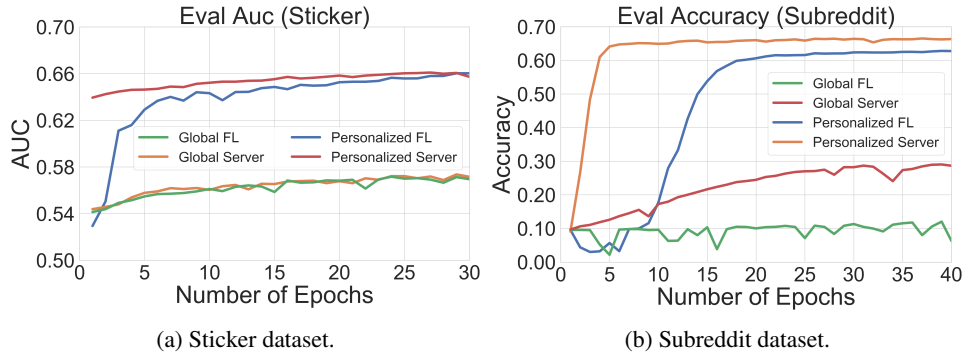 Eval Auc (Sticker)
0.70
0.66
0.62
0.58
0.54
0.50
AUC
Global FL
Global Server
Personalized FL
Personalized Server
0 5 10 15 20 25 30
Number of Epochs
(a) Sticker dataset.
Eval Accuracy (Subreddit)
0.70
0.60
0.50
0.40
0.30
0.20
0.10
0.00
Accuracy
Global FL
Global Server
Personalized FL
Personalized Server
0 5 10 15 20 25 30 35 40
Number of Epochs
(b) Subreddit dataset.